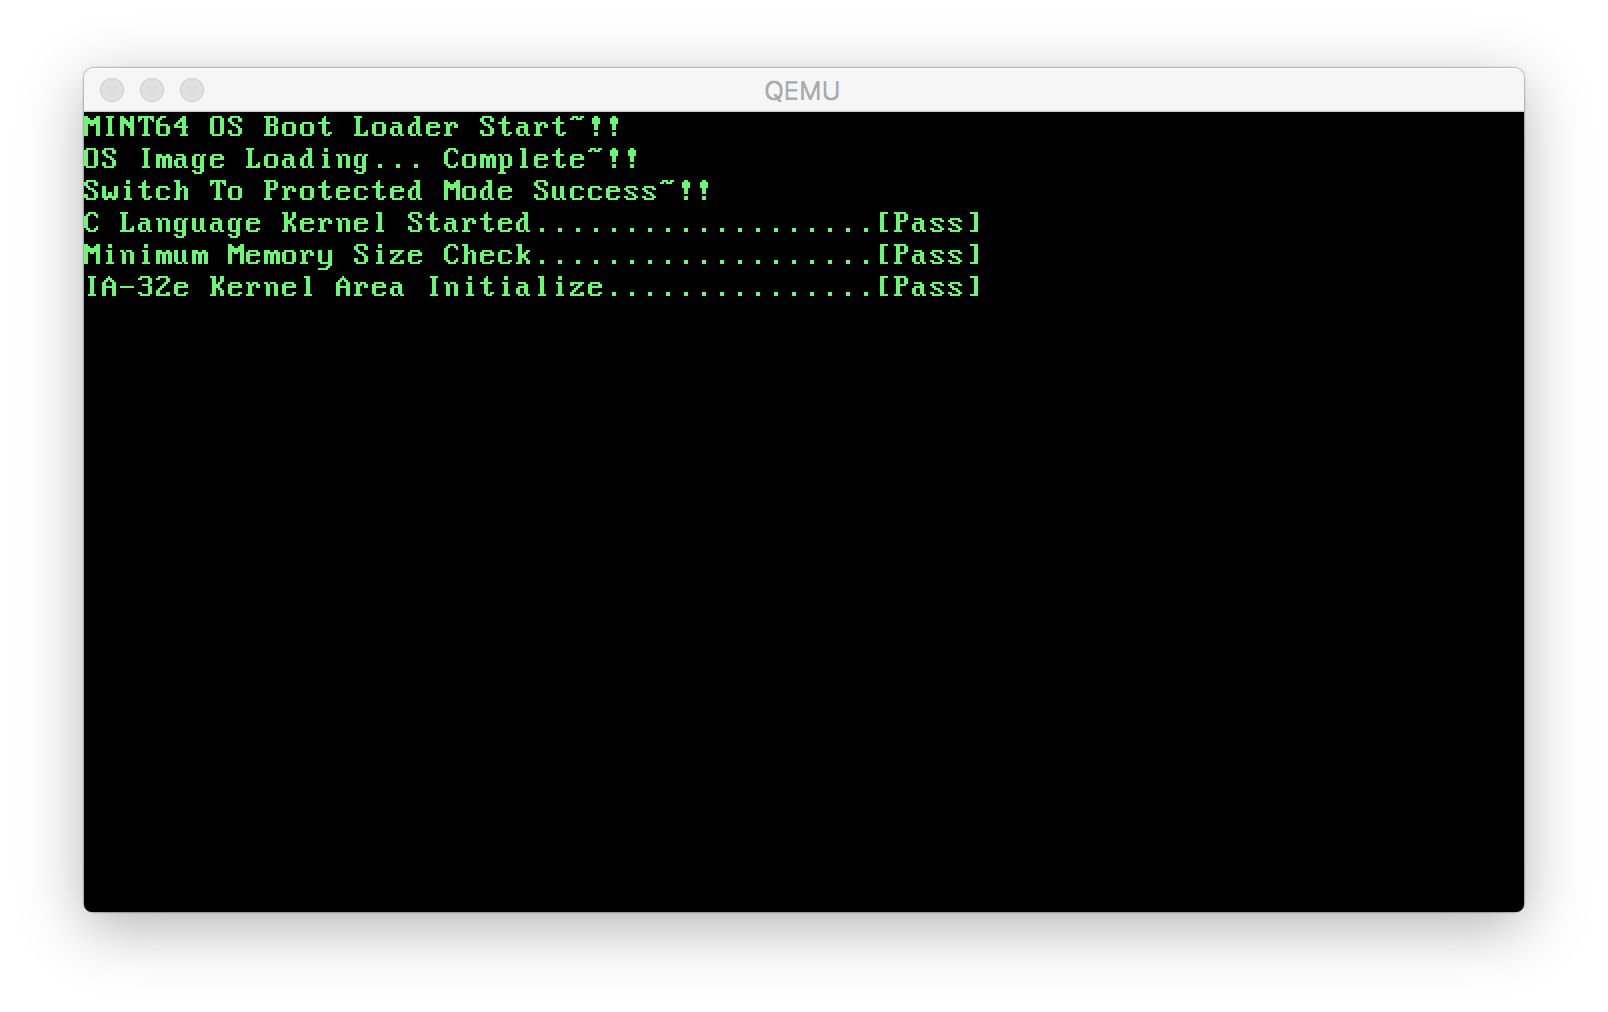 QEMU
MINT64 OS Boot Loader Start~!!
OS Image Loading... Complete~!!
Switch To Protected Mode Success~!!
C Language Kernel Started...................[Pass]
Minimum Memory Size Check...................[Pass]
IA-32e Kernel Area Initialize...............[Pass]